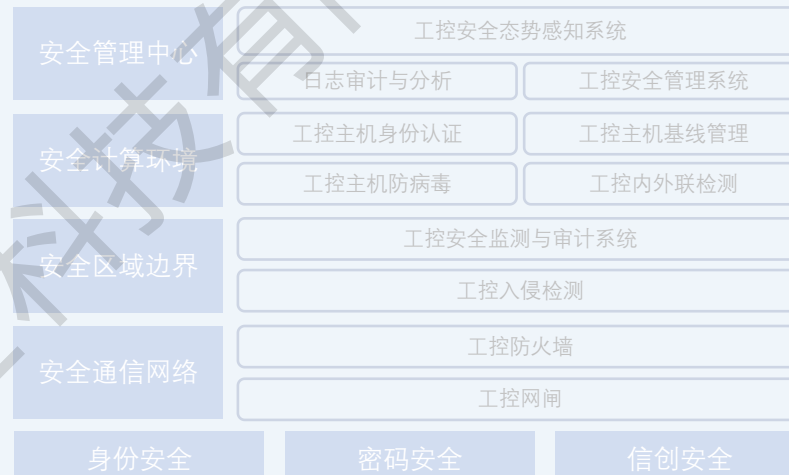 安全管理中心
工控安全态势感知系统
日志审计与分析
工控安全管理系统
安全计算环境
工控主机身份认证
工控主机基线管理
工控主机防病毒
工控内外联检测
安全区域边界
工控安全监测与审计系统
工控入侵检测
安全通信网络
工控防火墙
工控网闸
身份安全
密码安全
信创安全
科技有